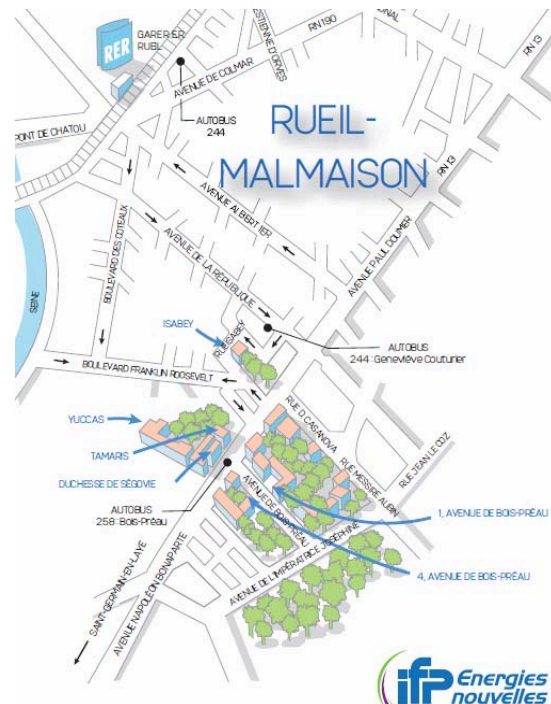 RER
GARE RER
RUEIL
ESTIENNE D'ORVES
RN 190
RN 13
AVENUE DE COLMAR
AUTOBUS
244
PONT DE CHATOU
RUEIL-
MALMAISON
RN 13
AVENUE ALBERT 1ER
AVENUE PAUL DOUMER
BOULEVARD DES COTEAUX
AVENUE DE LA RÉPUBLIQUE
SEINE
ISABEY
RUE ISABEY
AUTOBUS
244 : Geneviève Couturier
BOULEVARD FRANKLIN ROOSEVELT
YUCCAS
TAMARIS
DUCHESSE DE SÉGOVIE
RUE D. CASANOVA
RUE MESSIRE AUBIN
RUE JEAN LE COZ
AUTOBUS
258: Bois-Préau
AVENUE DE BOIS-PRÉAU
1, AVENUE DE BOIS-PRÉAU
4, AVENUE DE BOIS-PRÉAU
AVENUE DE L'IMPÉRATRICE JOSÉPHINE
SAINT-GERMAIN-EN-LAYE
AVENUE NAPOLÉON BONAPARTE
ifp Energies
nouvelles